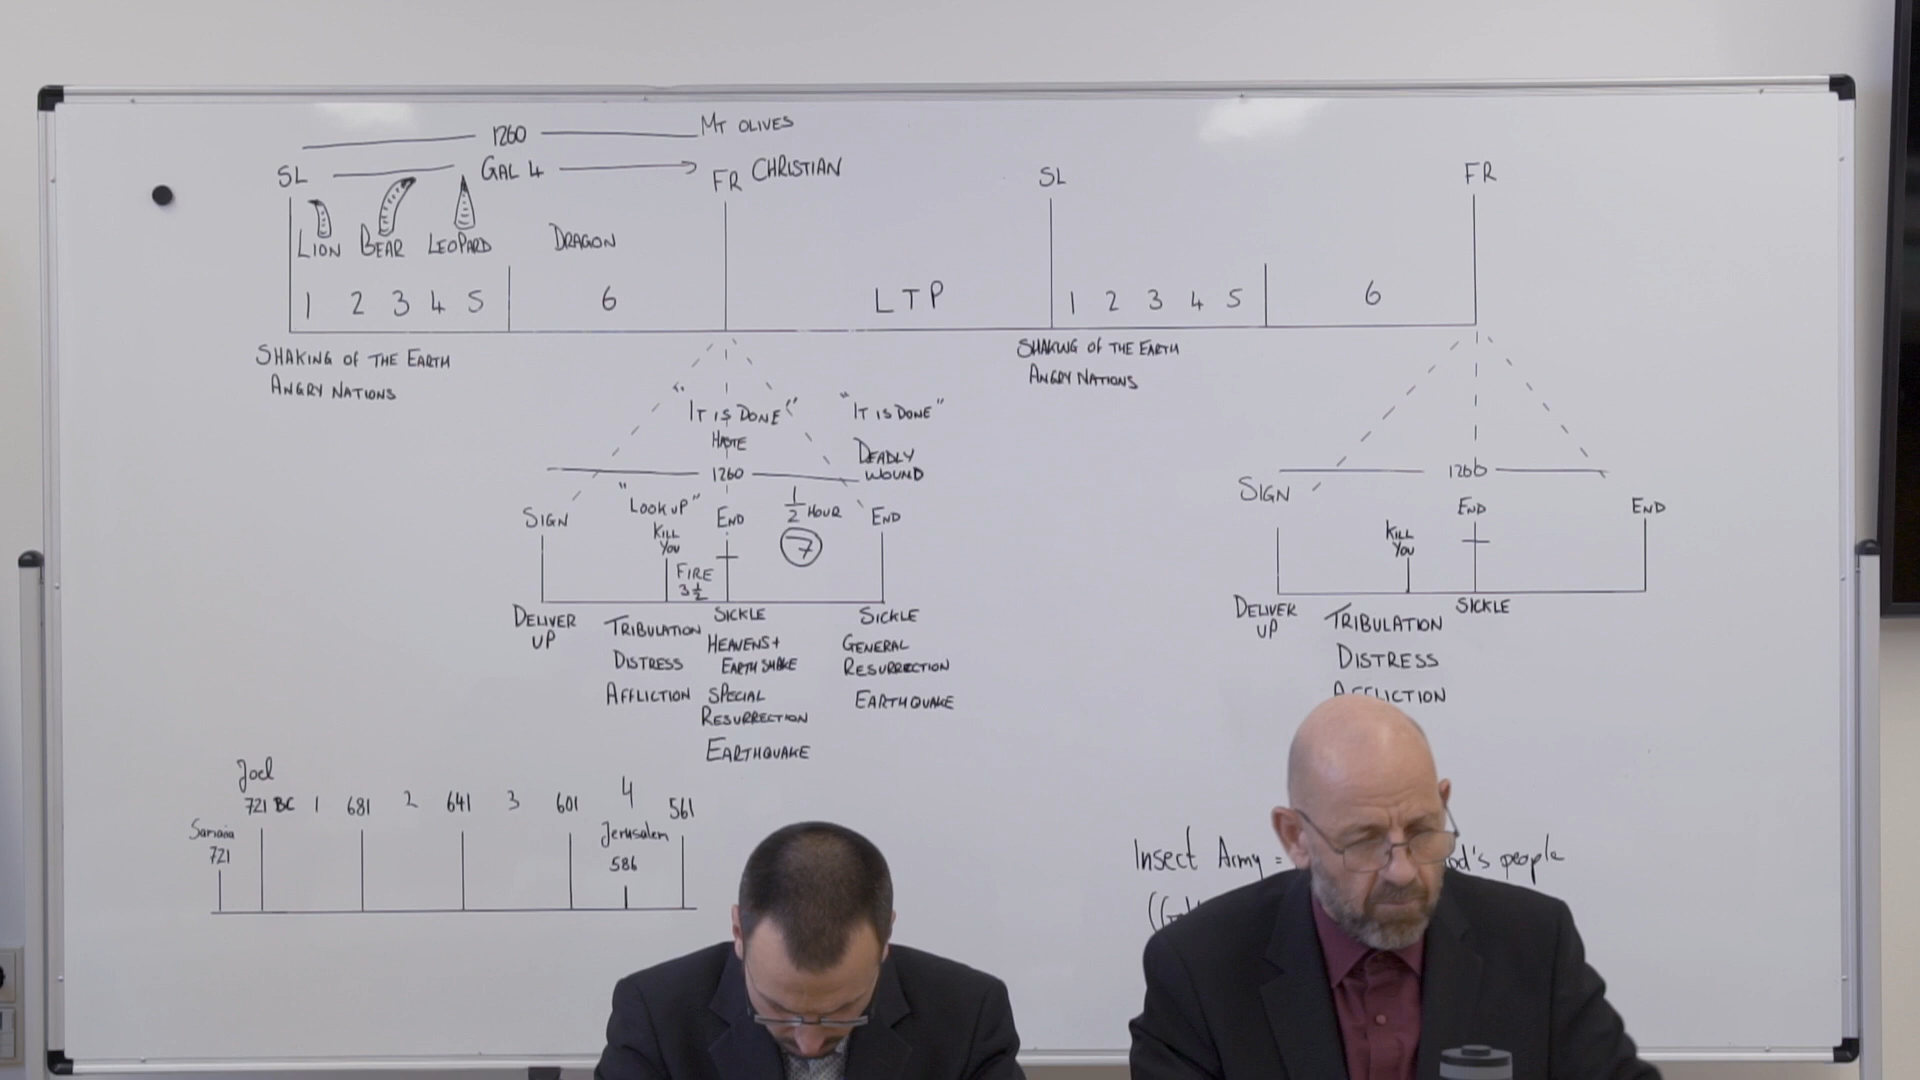 1260 MT OLIVES
SL GAL 4 FR CHRISTIAN SL FR
LION BEAR LEOPARD DRAGON
1 2 3 4 5 6 LTP 1 2 3 4 5 6
SHAKING OF THE EARTH
ANGRY NATIONS
SHAKING OF THE EARTH
ANGRY NATIONS
"IT IS DONE" "IT IS DONE"
HASTE
DEADLY
WOUND
1260
SIGN "LOOK UP" END 1/2 HOUR END
KILL
YOU
7
FIRE
3 1/2
DELIVER
UP
TRIBULATION
DISTRESS
AFFLICTION
SICKLE
HEAVENS +
EARTH SHAKE
SPECIAL
RESURRECTION
EARTHQUAKE
SICKLE
GENERAL
RESURRECTION
EARTHQUAKE
1260
SIGN END END
KILL
YOU
DELIVER
UP
TRIBULATION
DISTRESS
AFFLICTION
SICKLE
Joel
721 BC 1 681 2 641 3 601 4 561
Samaria
721
Jerusalem
586
Insect Army = people